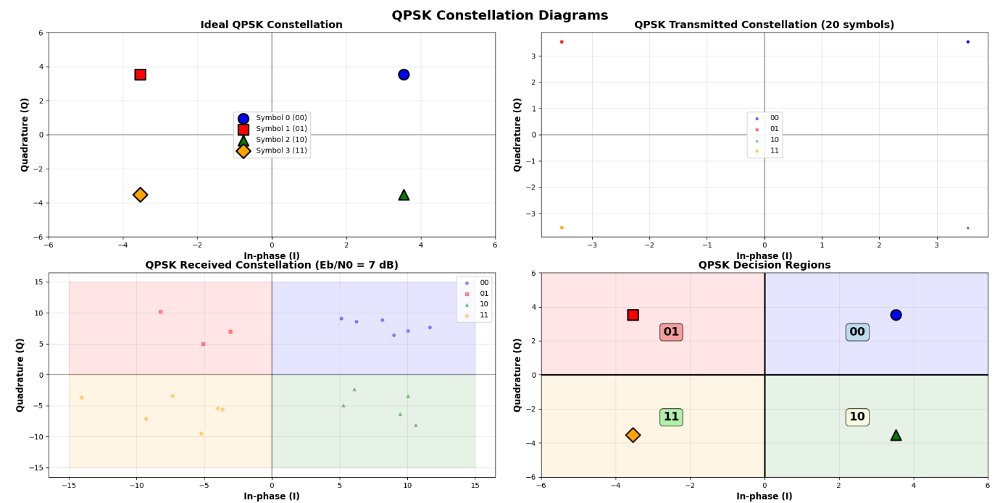 QPSK Constellation Diagrams
Ideal QPSK Constellation
6
4
2
0
−2
−4
−6
Quadrature (Q)
Symbol 0 (00)
Symbol 1 (01)
Symbol 2 (10)
Symbol 3 (11)
−6 −4 −2 0 2 4 6
In-phase (I)
QPSK Transmitted Constellation (20 symbols)
3
2
1
0
−1
−2
−3
Quadrature (Q)
00
01
10
11
−3 −2 −1 0 1 2 3
In-phase (I)
QPSK Received Constellation (Eb/N0 = 7 dB)
15
10
5
0
−5
−10
−15
Quadrature (Q)
00
01
10
11
−15 −10 −5 0 5 10 15
In-phase (I)
QPSK Decision Regions
6
4
2
0
−2
−4
−6
Quadrature (Q)
01 00
11 10
−6 −4 −2 0 2 4 6
In-phase (I)